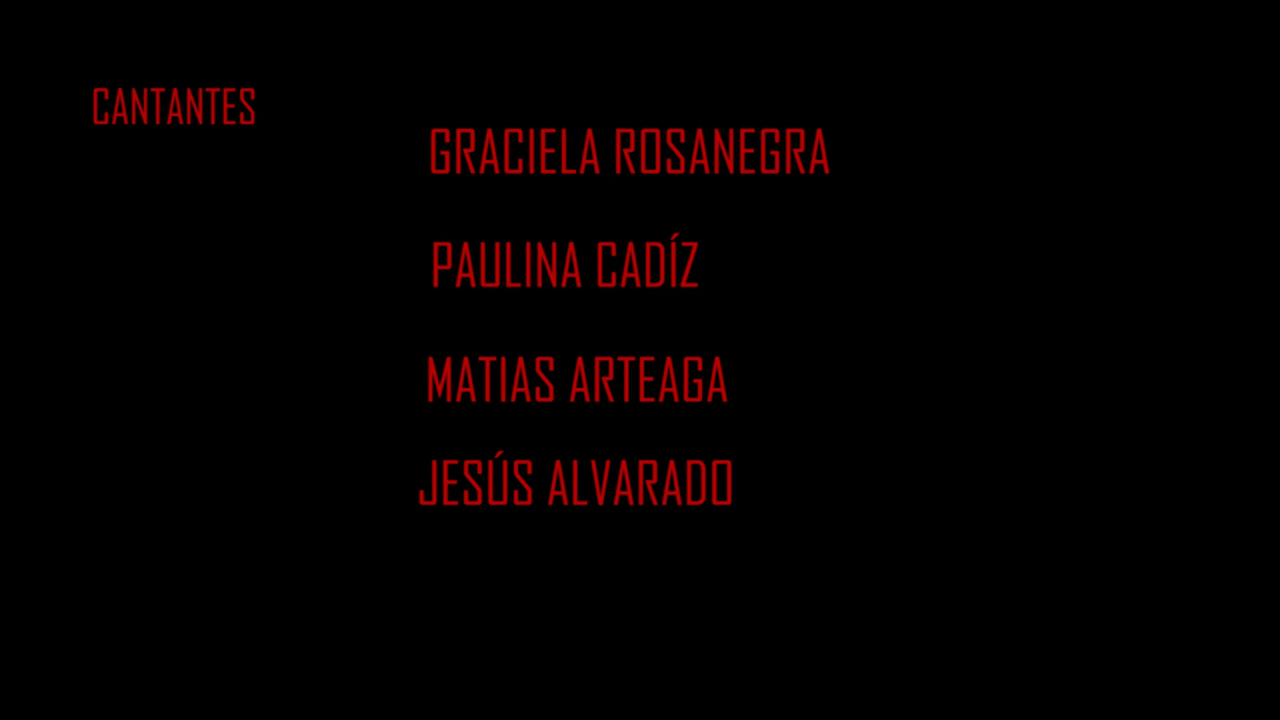 CANTANTES
GRACIELA ROSANEGRA
PAULINA CADÍZ
MATIAS ARTEAGA
JESÚS ALVARADO